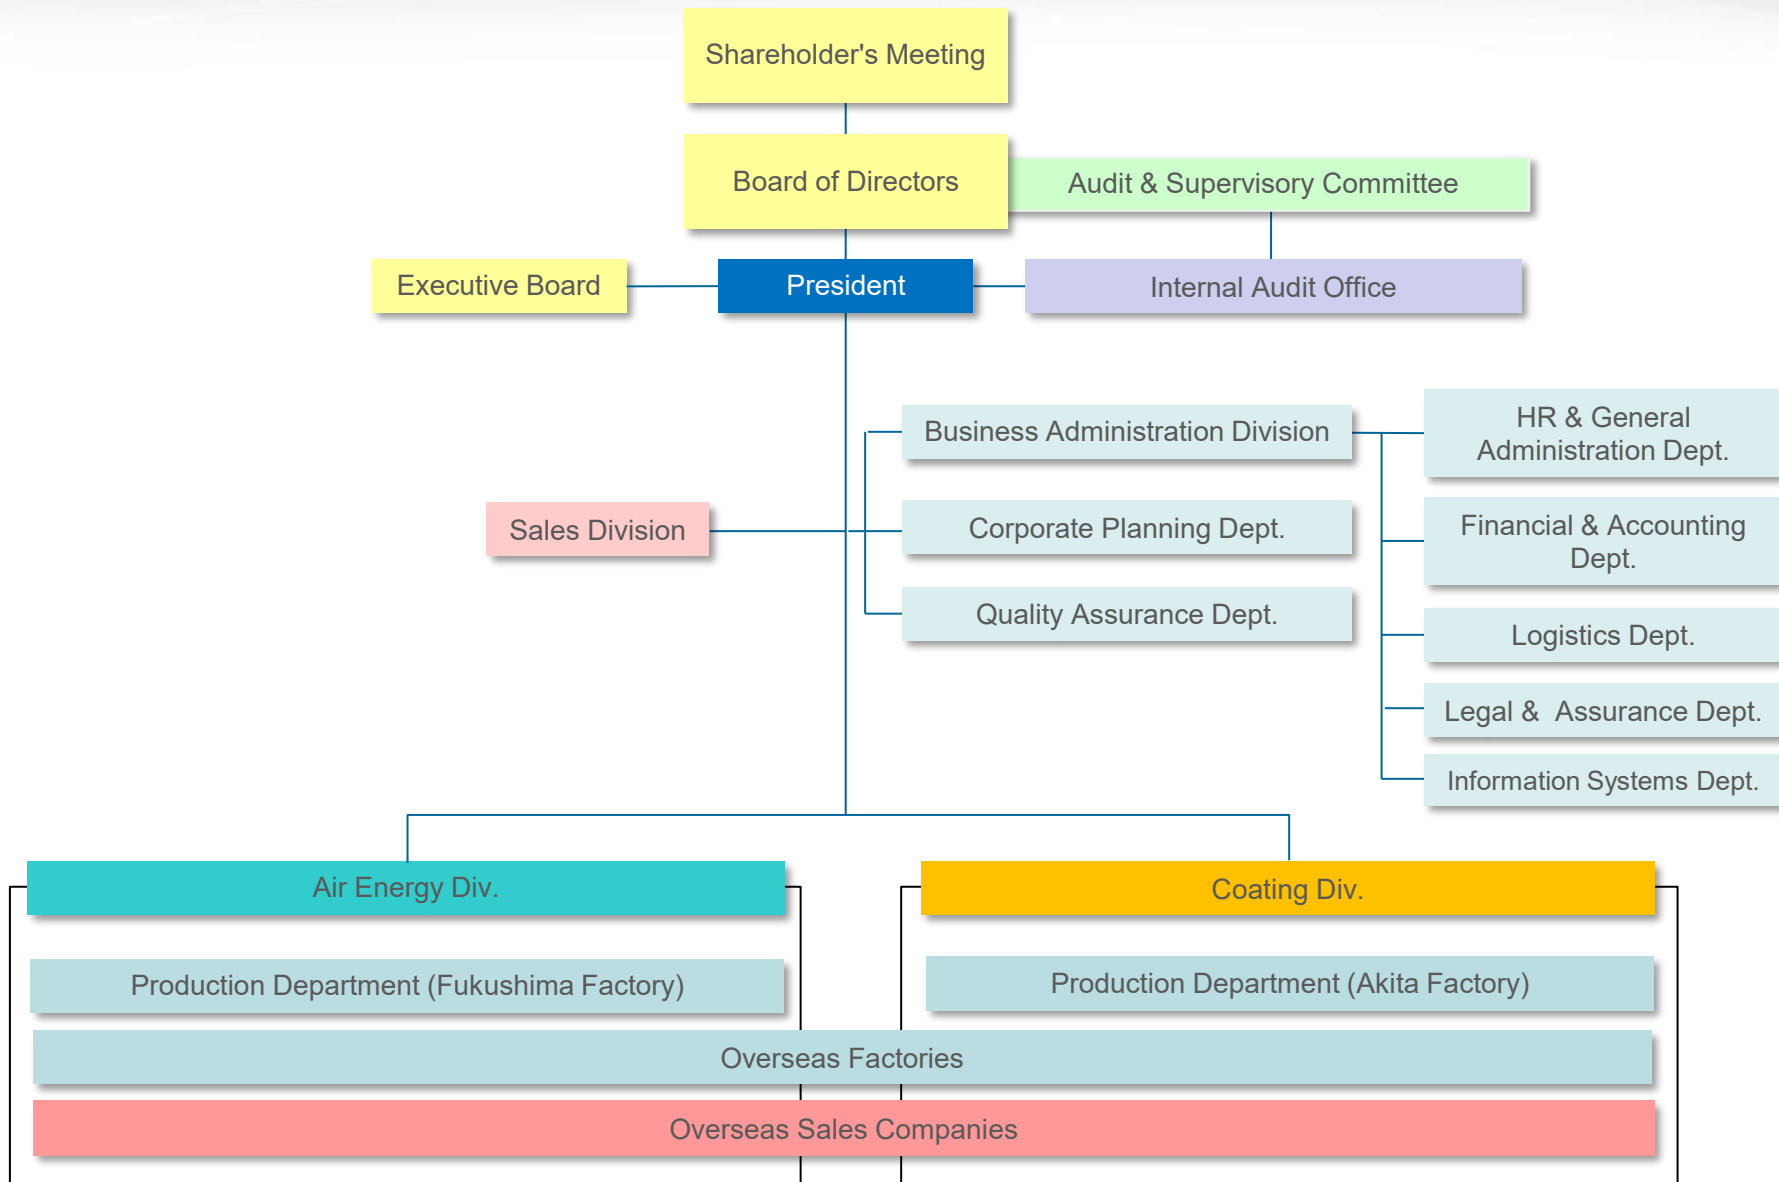 Shareholder's Meeting
Board of Directors
Audit & Supervisory Committee
Executive Board
President
Internal Audit Office
Business Administration Division
HR & General
Administration Dept.
Sales Division
Corporate Planning Dept.
Financial & Accounting
Dept.
Quality Assurance Dept.
Logistics Dept.
Legal &  Assurance Dept.
Information Systems Dept.
Air Energy Div.
Coating Div.
Production Department (Fukushima Factory)
Production Department (Akita Factory)
Overseas Factories
Overseas Sales Companies